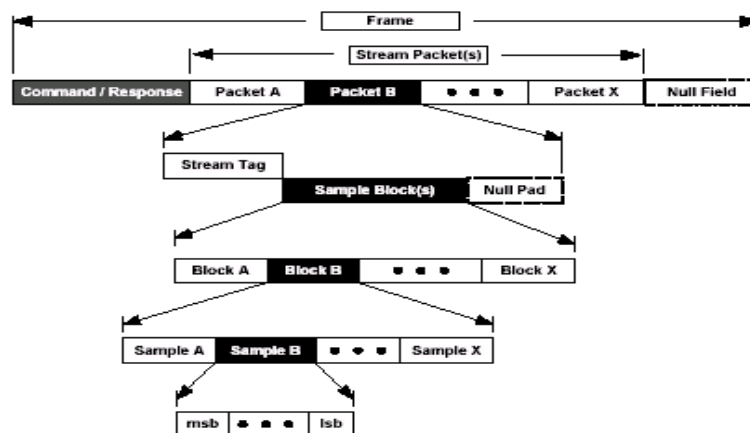 Frame
Stream Packet(s)
Command / Response Packet A Packet B • • • Packet X Null Field
Stream Tag
Sample Block(s) Null Pad
Block A Block B • • • Block X
Sample A Sample B • • • Sample X
msb • • • lsb